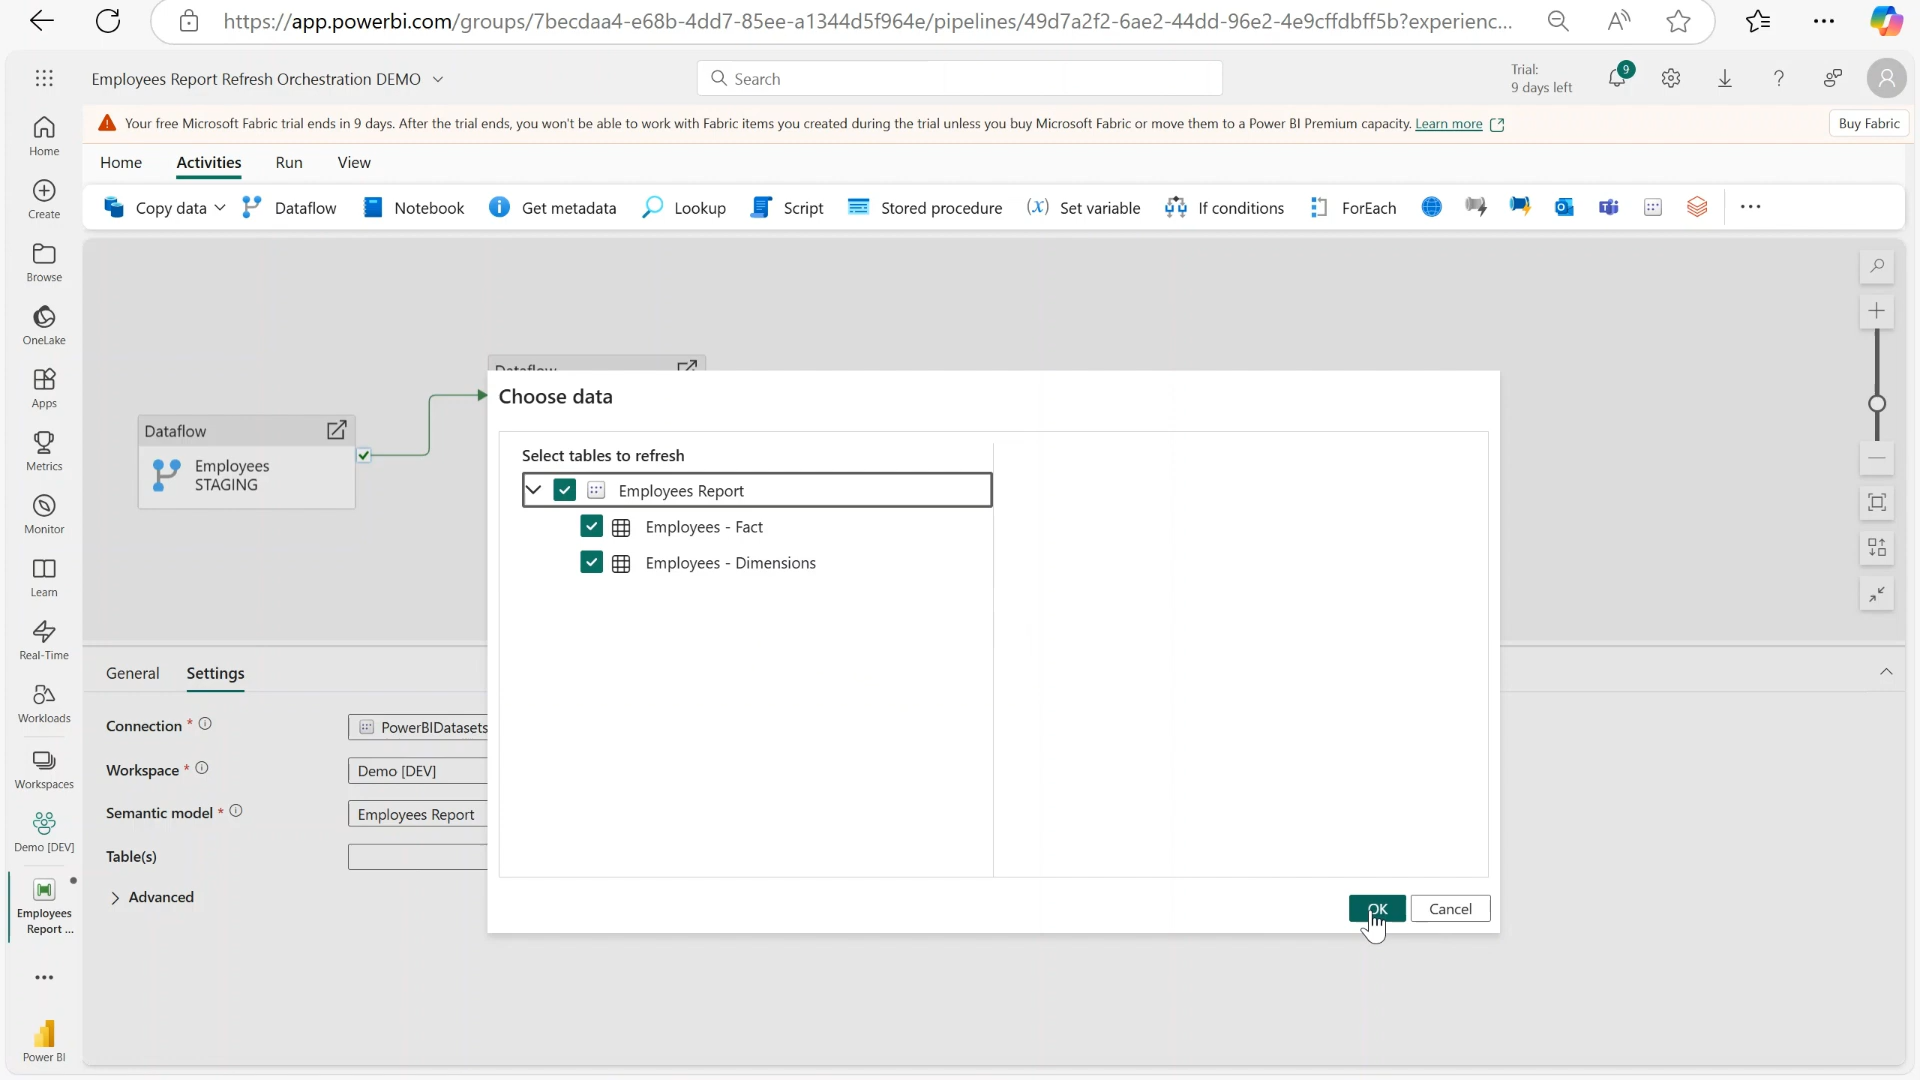 https://app.powerbi.com/groups/7becdaa4-e68b-4dd7-85ee-a1344d5f964e/pipelines/49d7a2f2-6ae2-44dd-96e2-4e9cffdbff5b?experienc...
Employees Report Refresh Orchestration DEMO
Search
Trial:
9 days left
9
Your free Microsoft Fabric trial ends in 9 days. After the trial ends, you won't be able to work with Fabric items you created during the trial unless you buy Microsoft Fabric or move them to a Power BI Premium capacity. Learn more
Buy Fabric
Home
Activities
Run
View
Copy data
Dataflow
Notebook
Get metadata
Lookup
Script
Stored procedure
Set variable
If conditions
ForEach
Home
Create
Browse
OneLake
Apps
Metrics
Monitor
Learn
Real-Time
Workloads
Workspaces
Demo [DEV]
Employees
Report ...
Power BI
Dataflow
Employees
STAGING
Dataflow
Choose data
Select tables to refresh
Employees Report
Employees - Fact
Employees - Dimensions
OK
Cancel
General
Settings
Connection *
PowerBIDatasets
Workspace *
Demo [DEV]
Semantic model *
Employees Report
Table(s)
Advanced